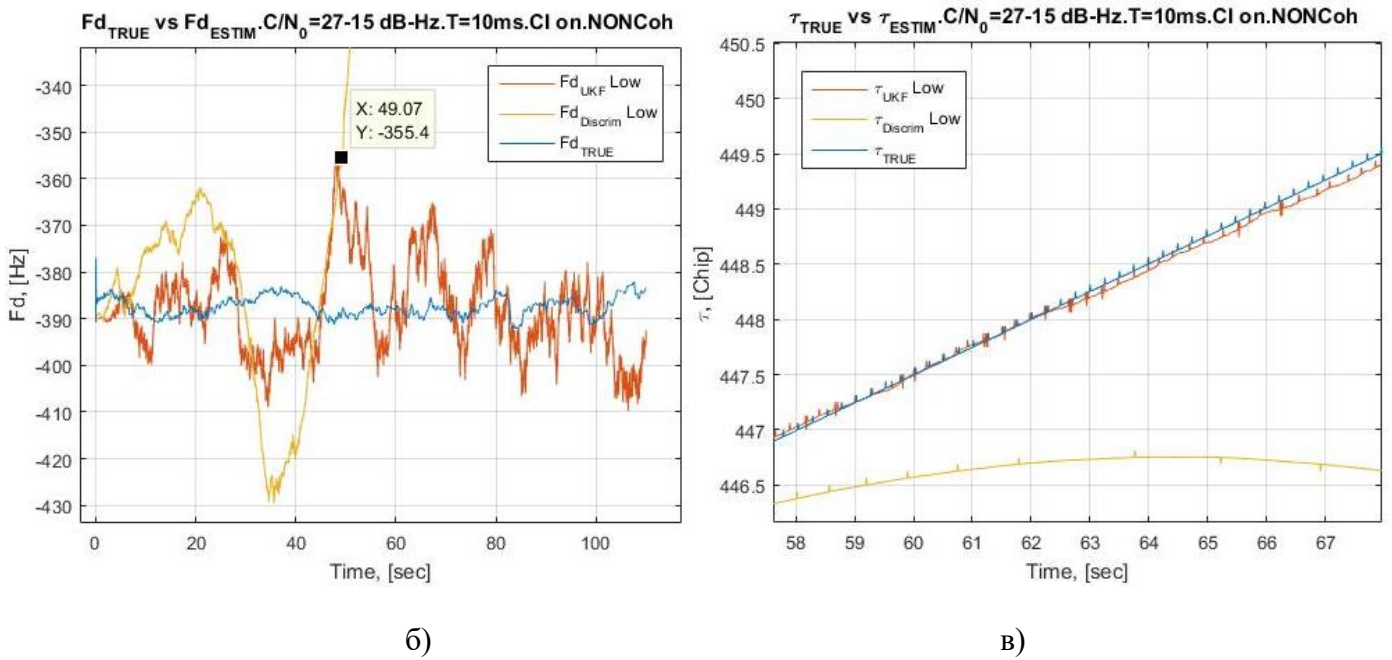 Fd_TRUE vs Fd_ESTIM.C/N_0=27-15 dB-Hz.T=10ms.CI on.NONCoh
Fd_UKF Low
Fd_Discrim Low
Fd_TRUE
X: 49.07
Y: -355.4
-340
-350
-360
-370
-380
-390
-400
-410
-420
-430
Fd, [Hz]
0 20 40 60 80 100
Time, [sec]
б)
τ_TRUE vs τ_ESTIM.C/N_0=27-15 dB-Hz.T=10ms.CI on.NONCoh
τ_UKF Low
τ_Discrim Low
τ_TRUE
450.5
450
449.5
449
448.5
448
447.5
447
446.5
τ, [Chip]
58 59 60 61 62 63 64 65 66 67
Time, [sec]
в)